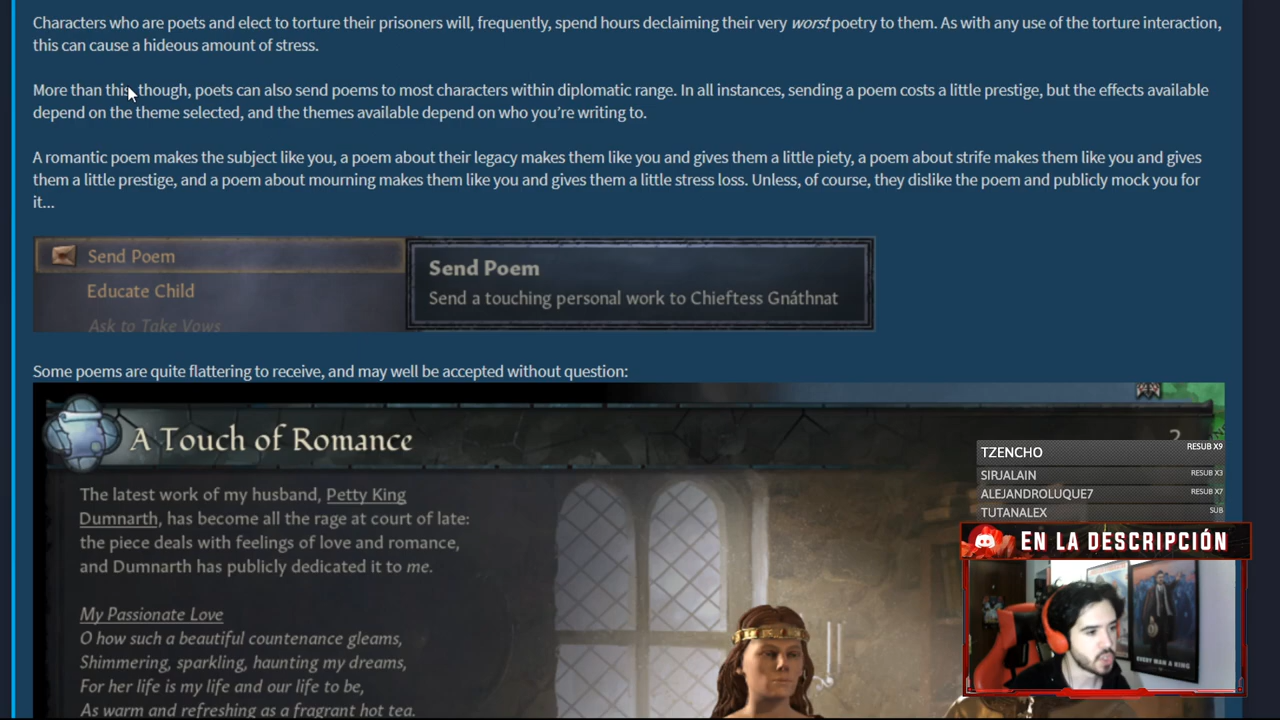 Characters who are poets and elect to torture their prisoners will, frequently, spend hours declaiming their very worst poetry to them. As with any use of the torture interaction,
this can cause a hideous amount of stress.
More than this, though, poets can also send poems to most characters within diplomatic range. In all instances, sending a poem costs a little prestige, but the effects available
depend on the theme selected, and the themes available depend on who you’re writing to.
A romantic poem makes the subject like you, a poem about their legacy makes them like you and gives them a little piety, a poem about strife makes them like you and gives
them a little prestige, and a poem about mourning makes them like you and gives them a little stress loss. Unless, of course, they dislike the poem and publicly mock you for
it...
Send Poem
Educate Child
Ask to Take Vows
Send Poem
Send a touching personal work to Chieftess Gnáthnat
Some poems are quite flattering to receive, and may well be accepted without question:
A Touch of Romance
The latest work of my husband, Petty King
Dumnarth, has become all the rage at court of late:
the piece deals with feelings of love and romance,
and Dumnarth has publicly dedicated it to me.
My Passionate Love
O how such a beautiful countenance gleams,
Shimmering, sparkling, haunting my dreams,
For her life is my life and our life to be,
As warm and refreshing as a fragrant hot tea.
TZENCHO RESUB X9
SIRJALAIN RESUB X3
ALEJANDROLUQUE7 RESUB X7
TUTANALEX SUB
EN LA DESCRIPCIÓN
EVERY MAN A KING